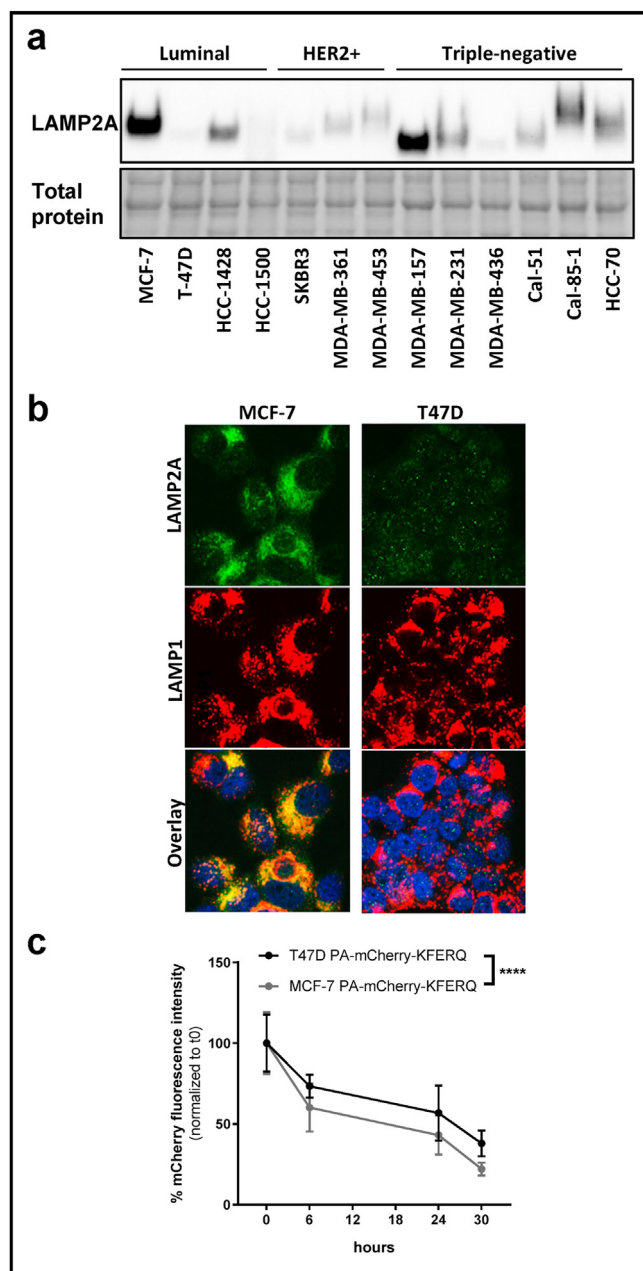 a
Luminal HER2+ Triple-negative
LAMP2A
Total
protein
MCF-7
T-47D
HCC-1428
HCC-1500
SKBR3
MDA-MB-361
MDA-MB-453
MDA-MB-157
MDA-MB-231
MDA-MB-436
Cal-51
Cal-85-1
HCC-70
b
MCF-7 T47D
LAMP2A
LAMP1
Overlay
c
T47D PA-mCherry-KFERQ
MCF-7 PA-mCherry-KFERQ
****
% mCherry fluorescence intensity
(normalized to t0)
150
100
50
0
0 6 12 18 24 30
hours